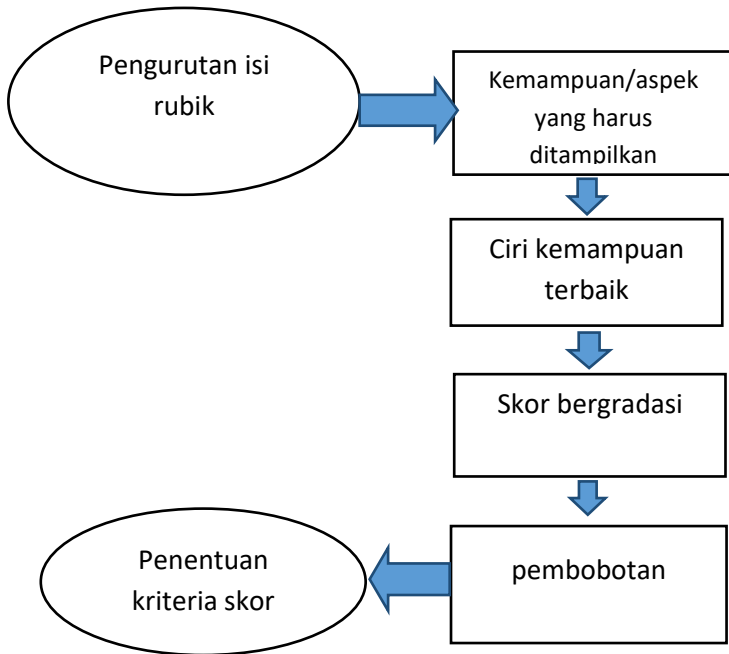 Pengurutan isi
rubik
Kemampuan/aspek
yang harus
ditampilkan
Ciri kemampuan
terbaik
Skor bergradasi
pembobotan
Penentuan
kriteria skor